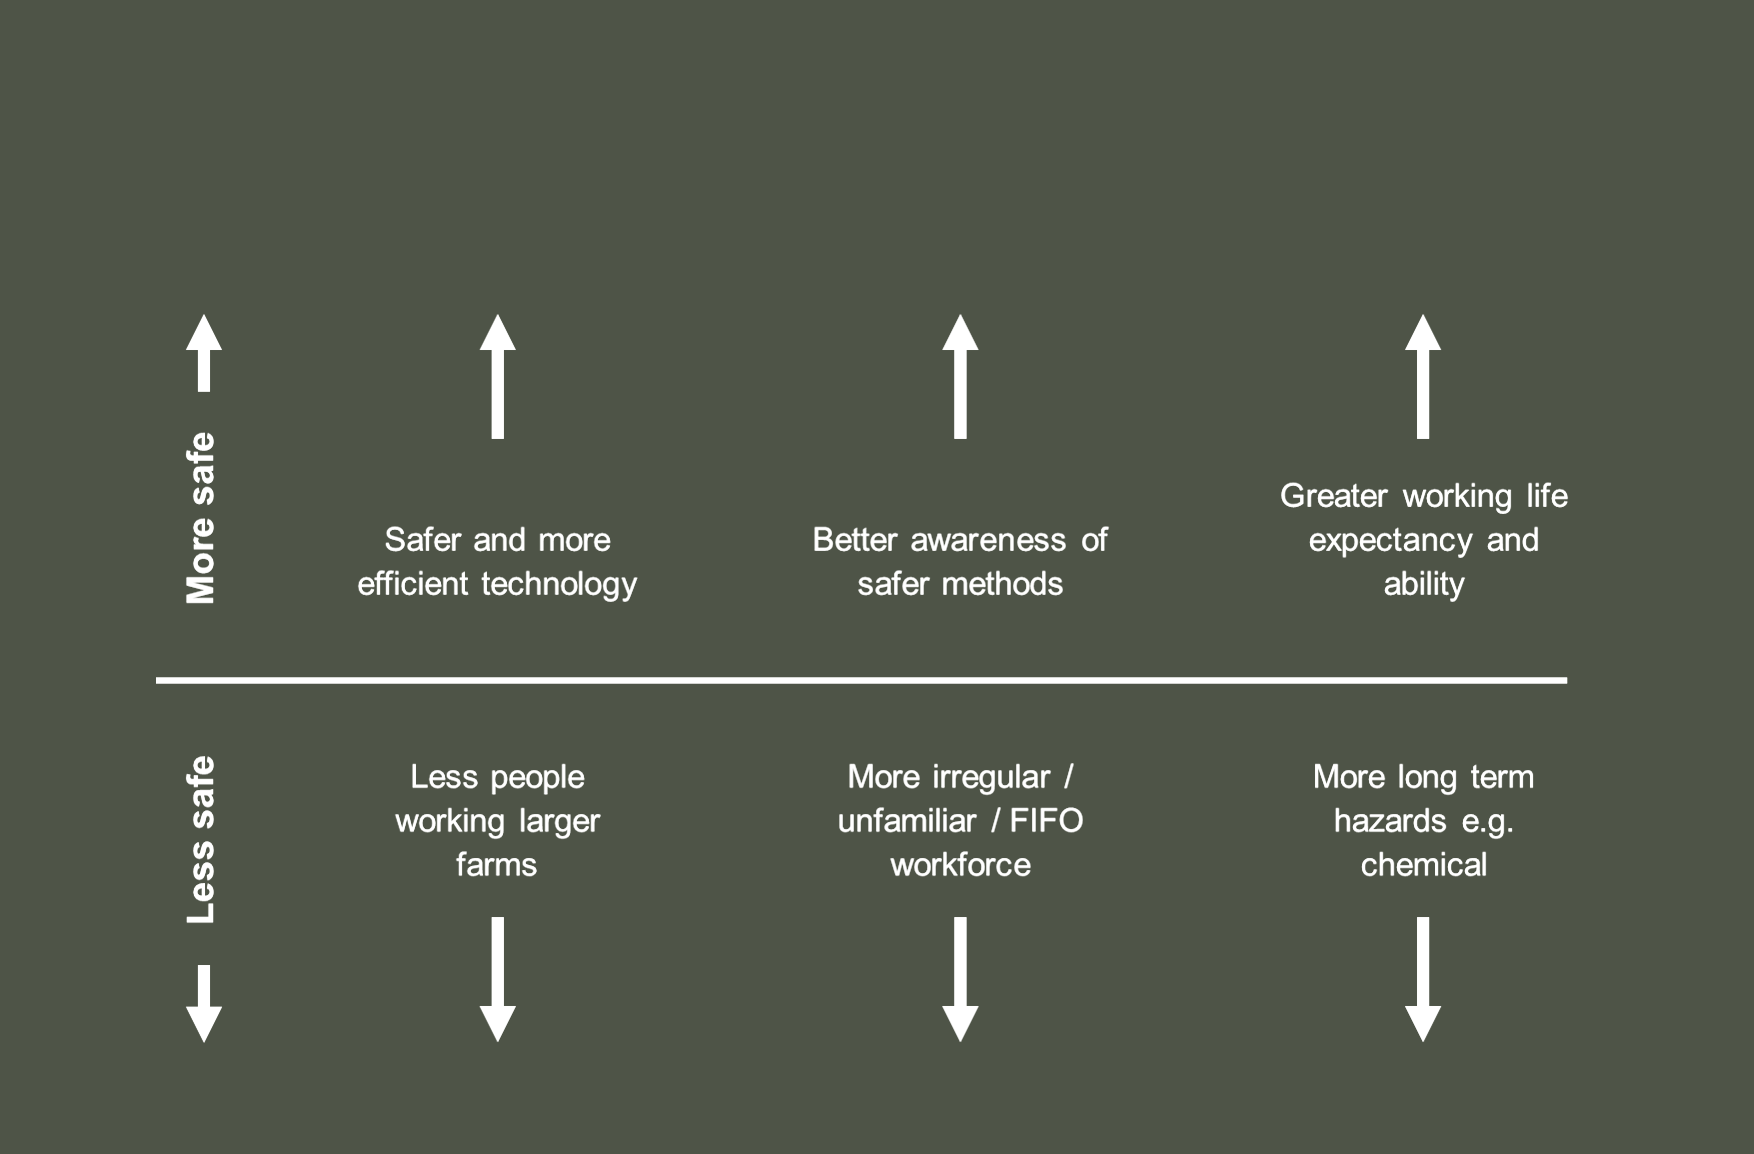 More safe
Safer and more
efficient technology
Better awareness of
safer methods
Greater working life
expectancy and
ability
Less safe
Less people
working larger
farms
More irregular /
unfamiliar / FIFO
workforce
More long term
hazards e.g.
chemical